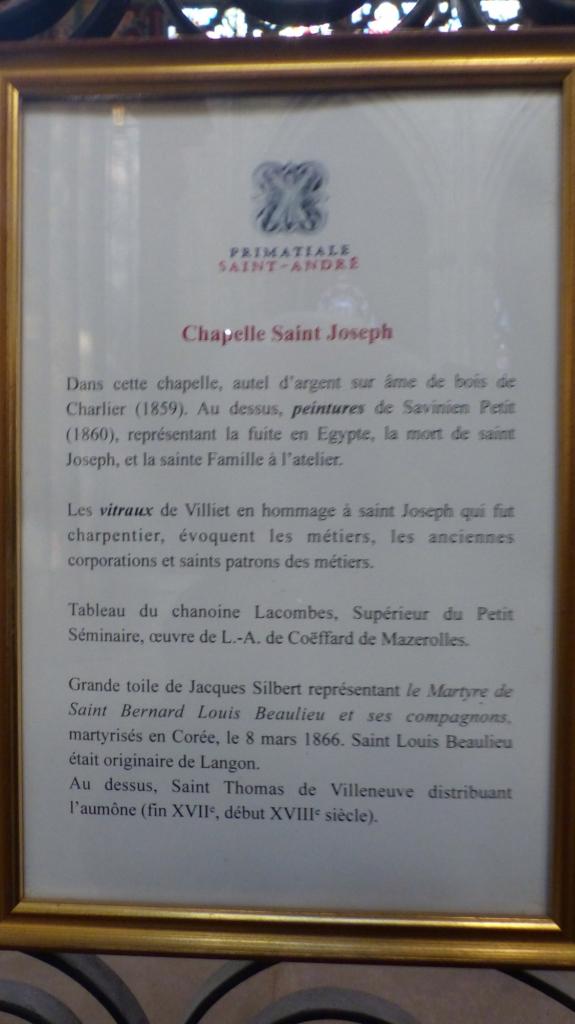 PRIMATIALE
SAINT-ANDRÉ
Chapelle Saint Joseph
Dans cette chapelle, autel d'argent sur âme de bois de
Charlier (1859). Au dessus, peintures de Savinien Petit
(1860), représentant la fuite en Egypte, la mort de saint
Joseph, et la sainte Famille à l'atelier.
Les vitraux de Villiet en hommage à saint Joseph qui fut
charpentier, évoquent les métiers, les anciennes
corporations et saints patrons des métiers.
Tableau du chanoine Lacombes, Supérieur du Petit
Séminaire, œuvre de L.-A. de Coëffard de Mazerolles.
Grande toile de Jacques Silbert représentant le Martyre de
Saint Bernard Louis Beaulieu et ses compagnons,
martyrisés en Corée, le 8 mars 1866. Saint Louis Beaulieu
était originaire de Langon.
Au dessus, Saint Thomas de Villeneuve distribuant
l'aumône (fin XVIIe, début XVIIIe siècle).